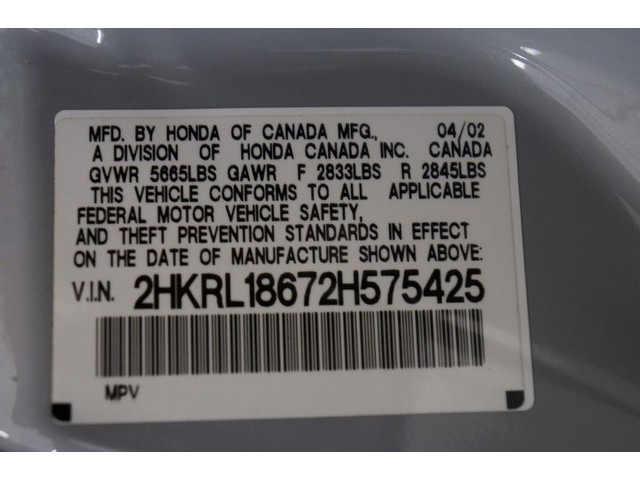 MFD. BY HONDA OF CANADA MFG., 04/02
A DIVISION OF HONDA CANADA INC. CANADA
GVWR 5665LBS GAWR F 2833LBS R 2845LBS
THIS VEHICLE CONFORMS TO ALL APPLICABLE
FEDERAL MOTOR VEHICLE SAFETY,
AND THEFT PREVENTION STANDARDS IN EFFECT
ON THE DATE OF MANUFACTURE SHOWN ABOVE:
V.I.N. 2HKRL18672H575425
MPV